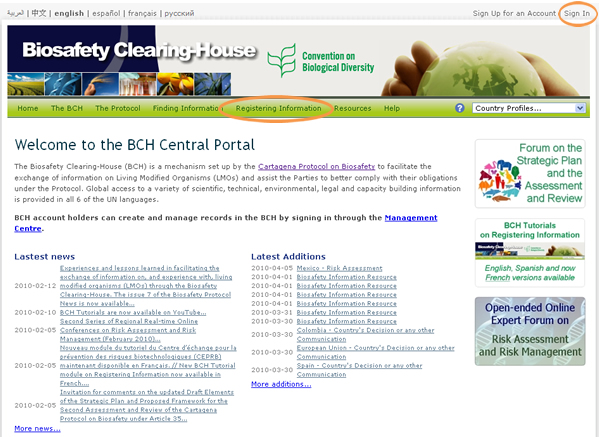 العربية | 中文 | english | español | français | русский
Sign Up for an Account Sign In
Biosafety Clearing-House
Convention on
Biological Diversity
Home The BCH The Protocol Finding Information Registering Information Resources Help ? Country Profiles...
Welcome to the BCH Central Portal
The Biosafety Clearing-House (BCH) is a mechanism set up by the Cartagena Protocol on Biosafety to facilitate the
exchange of information on Living Modified Organisms (LMOs) and assist the Parties to better comply with their obligations
under the Protocol. Global access to a variety of scientific, technical, environmental, legal and capacity building information
is provided in all 6 of the UN languages.
BCH account holders can create and manage records in the BCH by signing in through the Management
Centre.
Lastest news
Experiences and lessons learned in facilitating the
exchange of information on, and experience with, living
2010-02-12 modified organisms (LMOs) through the Biosafety
Clearing-House. The issue 7 of the Biosafety Protocol
News is now available...
2010-02-10 BCH Tutorials are now available on YouTube...
Second Series of Regional Real-time Online
2010-02-05 Conferences on Risk Assessment and Risk
Management (February 2010)...
Nouveau module du tutoriel du Centre d'échange pour la
prévention des risques biotechnologiques (CEPRB)
2010-02-05 maintenant disponible en Français. // New BCH Tutorial
module on Registering Information now available in
French....
Invitation for comments on the updated Draft Elements
2010-02-05 of the Strategic Plan and Proposed Framework for the
Second Assessment and Review of the Cartagena
Protocol on Biosafety under Article 35...
More news...
Latest Additions
2010-04-05 Mexico - Risk Assessment
2010-04-01 Biosafety Information Resource
2010-04-01 Biosafety Information Resource
2010-04-01 Biosafety Information Resource
2010-03-31 Biosafety Information Resource
2010-03-30 Biosafety Information Resource
2010-03-30 Colombia - Country's Decision or any other
Communication
2010-03-30 European Union - Country's Decision or any other
Communication
2010-03-30 Spain - Country's Decision or any other
Communication
More additions...
Forum on the
Strategic Plan
and the
Assessment
and Review
BCH Tutorials
on Registering Information
Biosafety Clearing-House
English, Spanish and now
French versions available
Open-ended Online
Expert Forum on
Risk Assessment
and Risk Management